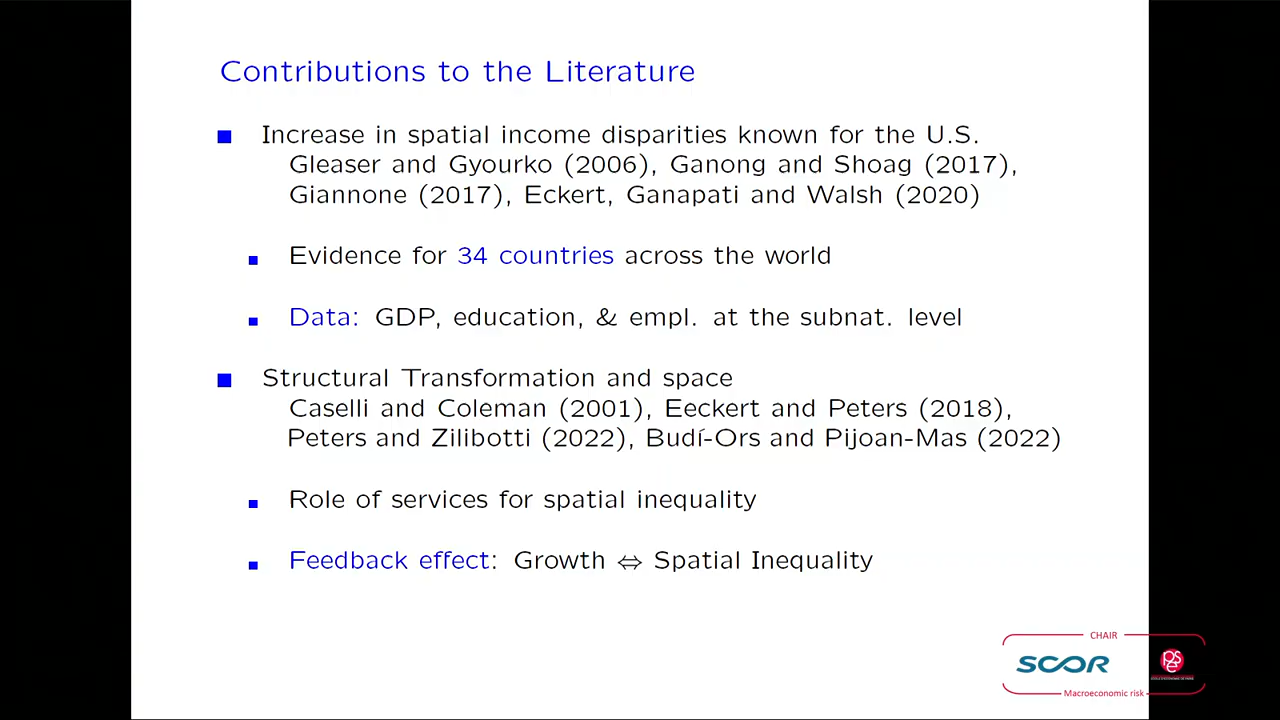 Contributions to the Literature
Increase in spatial income disparities known for the U.S.
Gleaser and Gyourko (2006), Ganong and Shoag (2017),
Giannone (2017), Eckert, Ganapati and Walsh (2020)
Evidence for 34 countries across the world
Data: GDP, education, & empl. at the subnat. level
Structural Transformation and space
Caselli and Coleman (2001), Eeckert and Peters (2018),
Peters and Zilibotti (2022), Budí-Ors and Pijoan-Mas (2022)
Role of services for spatial inequality
Feedback effect: Growth ⇔ Spatial Inequality
CHAIR
SCOR
pse
Macroeconomic risk